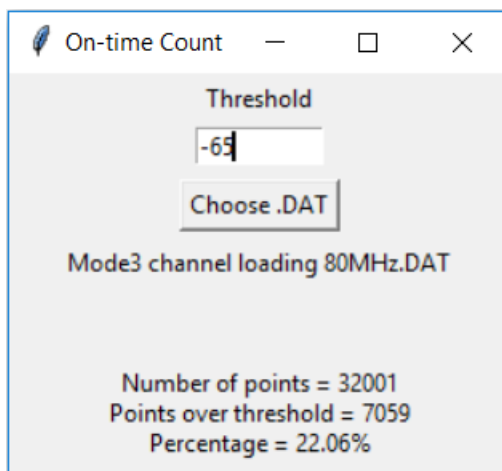 On-time Count
Threshold
-65
Choose .DAT
Mode3 channel loading 80MHz.DAT
Number of points = 32001
Points over threshold = 7059
Percentage = 22.06%